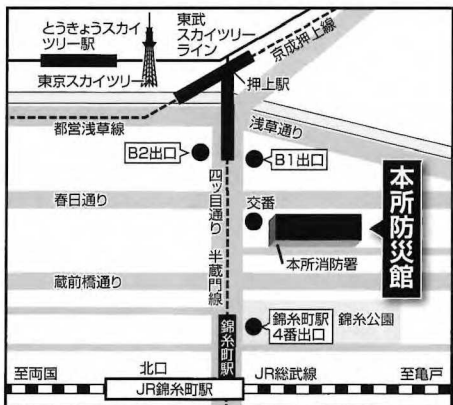 とうきょうスカイ
ツリー駅
東武
スカイツリー
ライン
京成押上線
東京スカイツリー
押上駅
都営浅草線
浅草通り
B2出口
B1出口
四ツ目通り
春日通り
交番
本所防災館
本所消防署
半蔵門線
蔵前橋通り
錦糸町駅
錦糸町駅
4番出口
錦糸公園
至両国
北口
JR総武線
至亀戸
JR錦糸町駅